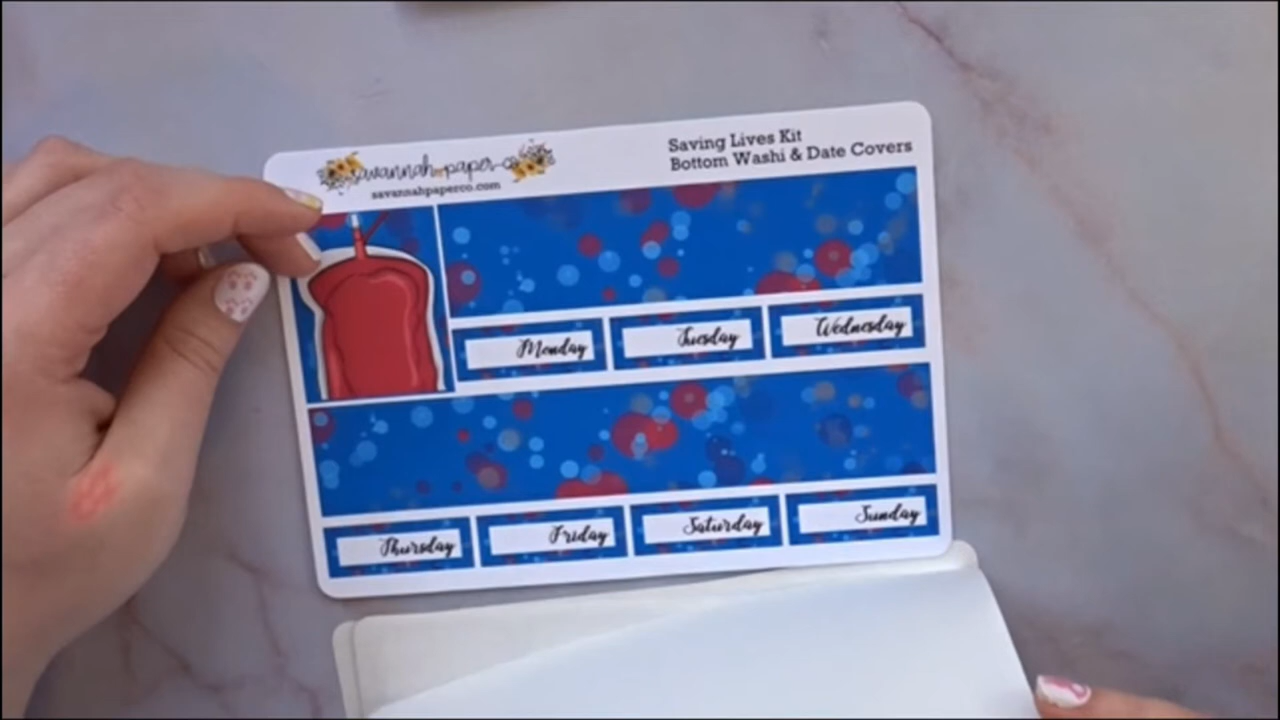 savannah paper co
savannahpaperco.com
Saving Lives Kit
Bottom Washi & Date Covers
Monday
Tuesday
Wednesday
Thursday
Friday
Saturday
Sunday